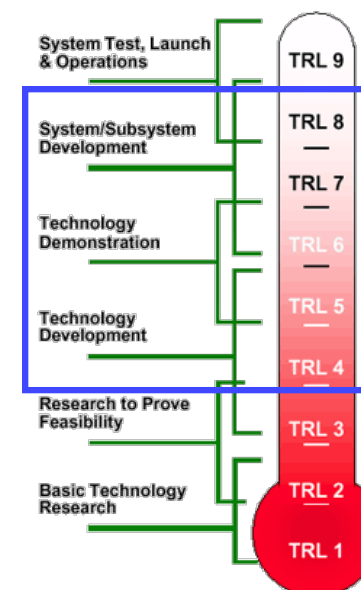 System Test, Launch
& Operations
TRL 9
System/Subsystem
Development
TRL 8
TRL 7
Technology
Demonstration
TRL 6
Technology
Development
TRL 5
TRL 4
Research to Prove
Feasibility
TRL 3
Basic Technology
Research
TRL 2
TRL 1